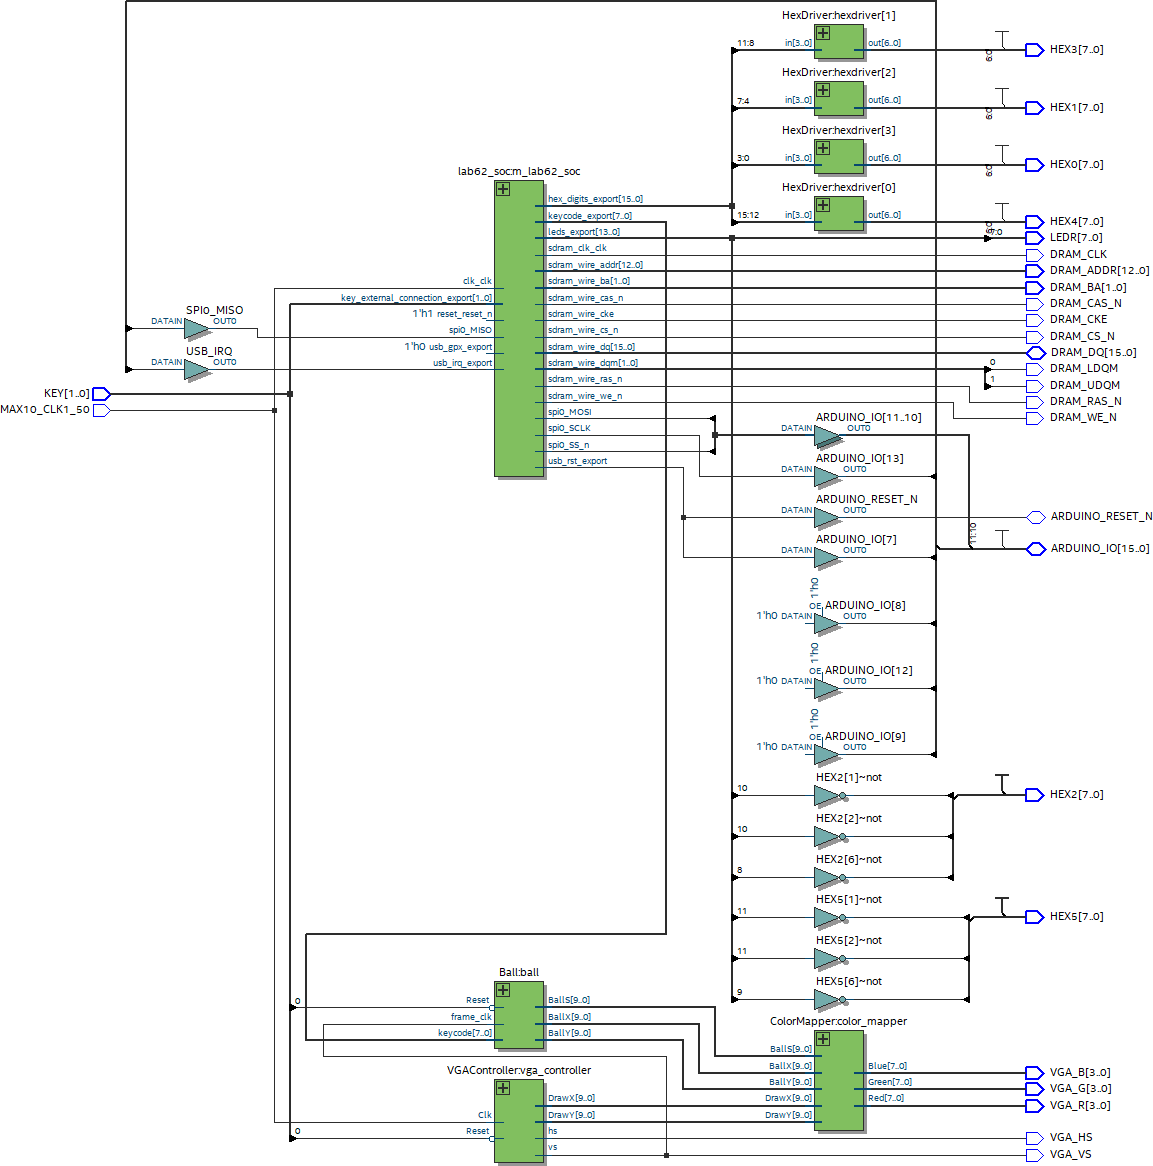 HexDriver:hexdriver[1]
11:8 in[3..0] out[6..0] 6:0 HEX3[7..0]
HexDriver:hexdriver[2]
7:4 in[3..0] out[6..0] 6:0 HEX1[7..0]
HexDriver:hexdriver[3]
3:0 in[3..0] out[6..0] 6:0 HEX0[7..0]
HexDriver:hexdriver[0]
15:12 in[3..0] out[6..0] 6:0 HEX4[7..0]
lab62_soc:m_lab62_soc
hex_digits_export[15..0]
keycode_export[7..0]
leds_export[13..0] 7:0 LEDR[7..0]
sdram_clk_clk DRAM_CLK
sdram_wire_addr[12..0] DRAM_ADDR[12..0]
clk_clk sdram_wire_ba[1..0] DRAM_BA[1..0]
key_external_connection_export[1..0] sdram_wire_cas_n DRAM_CAS_N
1'h1 reset_reset_n sdram_wire_cke DRAM_CKE
spi0_MISO sdram_wire_cs_n DRAM_CS_N
1'h0 usb_gpx_export sdram_wire_dq[15..0] DRAM_DQ[15..0]
usb_irq_export sdram_wire_dqm[1..0] 0 DRAM_LDQM
sdram_wire_ras_n 1 DRAM_UDQM
sdram_wire_we_n DRAM_RAS_N
spi0_MOSI DRAM_WE_N
spi0_SCLK
spi0_SS_n
usb_rst_export
SPI0_MISO
DATAIN OUT0
USB_IRQ
DATAIN OUT0
KEY[1..0]
MAX10_CLK1_50
ARDUINO_IO[11..10]
DATAIN OUT0
ARDUINO_IO[13]
DATAIN OUT0
ARDUINO_RESET_N
DATAIN OUT0 ARDUINO_RESET_N
11:10
ARDUINO_IO[7]
DATAIN OUT0 ARDUINO_IO[15..0]
1'h0
OE ARDUINO_IO[8]
1'h0 DATAIN OUT0
1'h0
OE ARDUINO_IO[12]
1'h0 DATAIN OUT0
1'h0
OE ARDUINO_IO[9]
1'h0 DATAIN OUT0
HEX2[1]~not
10 HEX2[7..0]
HEX2[2]~not
10
HEX2[6]~not
8
HEX5[1]~not
11 HEX5[7..0]
HEX5[2]~not
11
HEX5[6]~not
9
Ball:ball
0 Reset BallS[9..0]
frame_clk BallX[9..0]
keycode[7..0] BallY[9..0]
ColorMapper:color_mapper
BallS[9..0]
BallX[9..0] Blue[7..0] VGA_B[3..0]
BallY[9..0] Green[7..0] VGA_G[3..0]
DrawX[9..0] Red[7..0] VGA_R[3..0]
DrawY[9..0]
VGAController:vga_controller
DrawX[9..0]
Clk DrawY[9..0]
0 Reset hs VGA_HS
vs VGA_VS